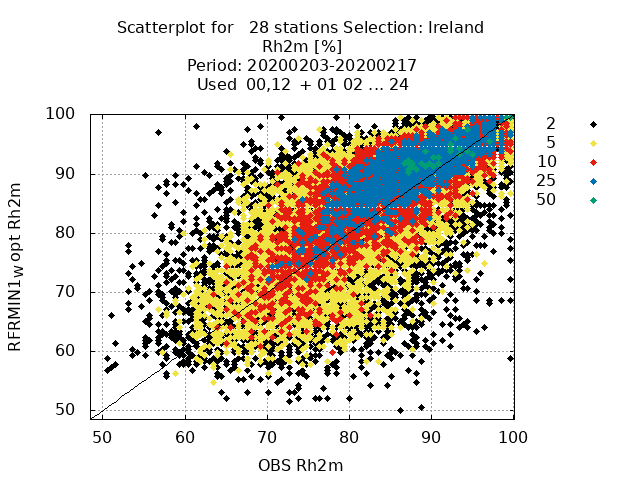 Scatterplot for 28 stations Selection: Ireland
Rh2m [%]
Period: 20200203-20200217
Used 00,12 + 01 02 ... 24
100
90
80
70
60
50
RFRMIN1W opt Rh2m
2
5
10
25
50
50 60 70 80 90 100
OBS Rh2m